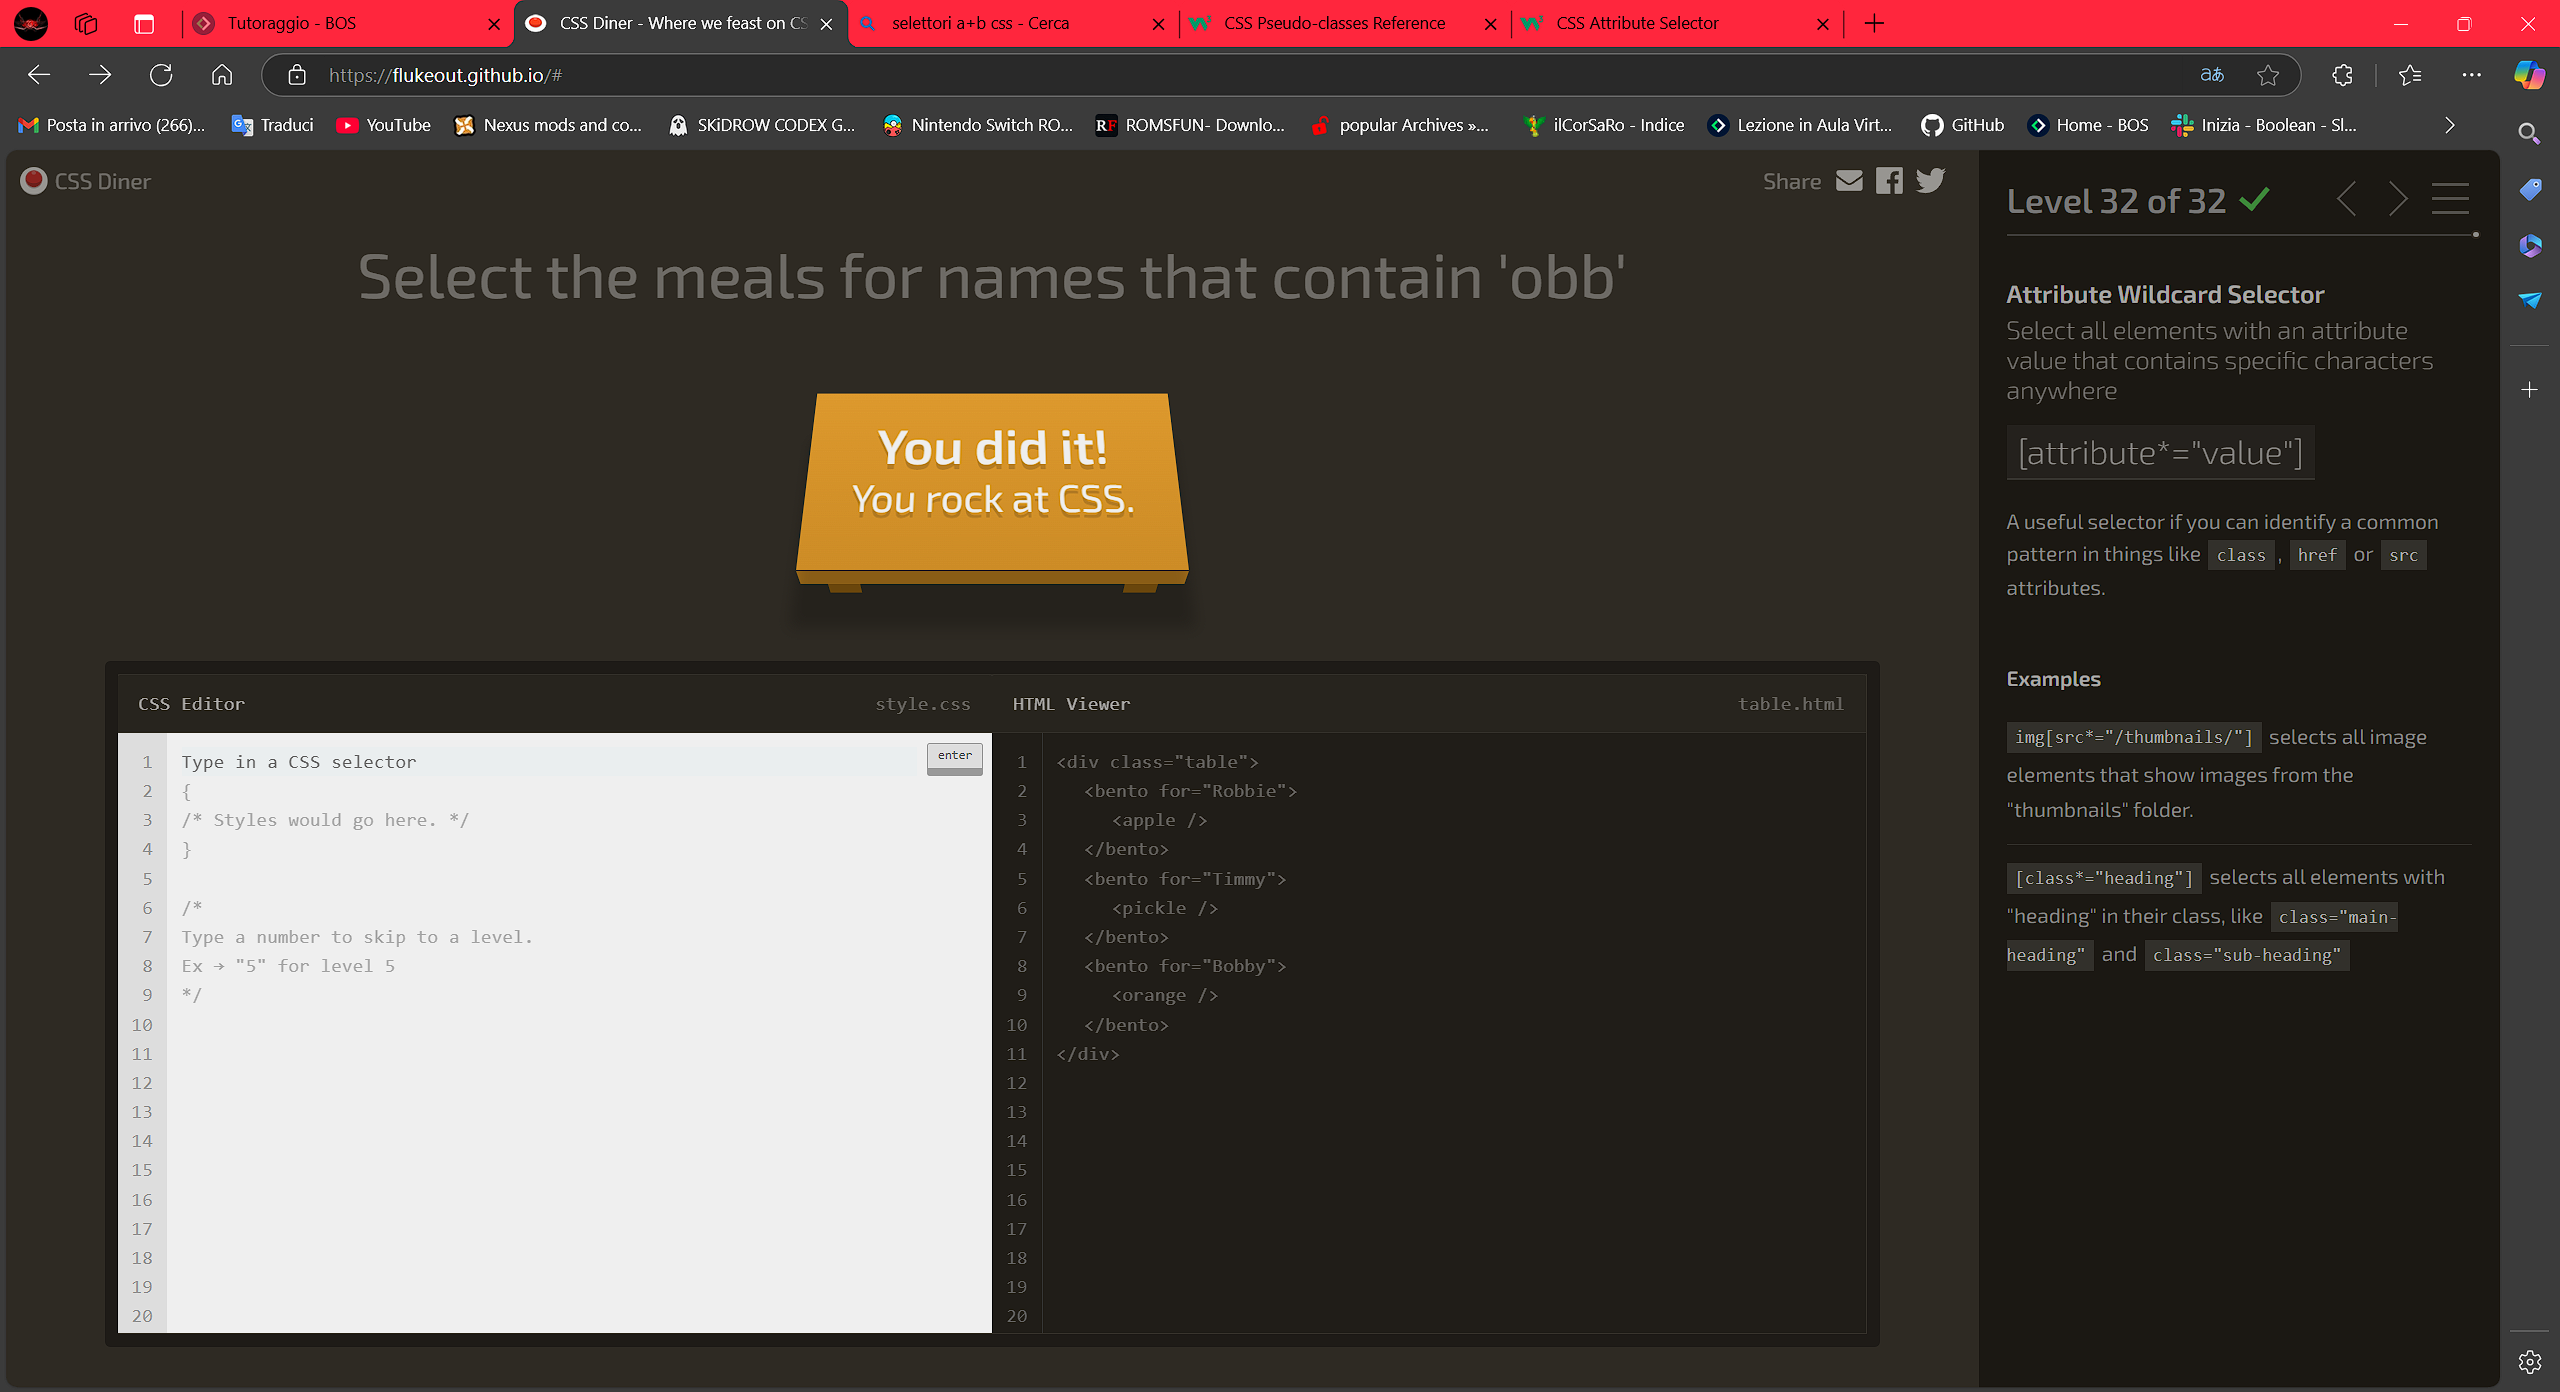 Tutoraggio - BOS
CSS Diner - Where we feast on CS
selettori a+b css - Cerca
CSS Pseudo-classes Reference
CSS Attribute Selector
https://flukeout.github.io/#
Posta in arrivo (266)...
Traduci
YouTube
Nexus mods and co...
SKiDROW CODEX G...
Nintendo Switch RO...
RF ROMSFUN- Downlo...
popular Archives »...
ilCorSaRo - Indice
Lezione in Aula Virt...
GitHub
Home - BOS
Inizia - Boolean - Sl...
CSS Diner
Share
Select the meals for names that contain 'obb'
You did it!
You rock at CSS.
CSS Editor
style.css
1 Type in a CSS selector
enter
2 {
3 /* Styles would go here. */
4 }
5
6 /*
7 Type a number to skip to a level.
8 Ex → "5" for level 5
9 */
10
11
12
13
14
15
16
17
18
19
20
HTML Viewer
table.html
1 <div class="table">
2 <bento for="Robbie">
3 <apple />
4 </bento>
5 <bento for="Timmy">
6 <pickle />
7 </bento>
8 <bento for="Bobby">
9 <orange />
10 </bento>
11 </div>
12
13
14
15
16
17
18
19
20
Level 32 of 32
Attribute Wildcard Selector
Select all elements with an attribute
value that contains specific characters
anywhere
[attribute*="value"]
A useful selector if you can identify a common
pattern in things like class , href or src
attributes.
Examples
img[src*="/thumbnails/"] selects all image
elements that show images from the
"thumbnails" folder.
[class*="heading"] selects all elements with
"heading" in their class, like class="main-
heading" and class="sub-heading"